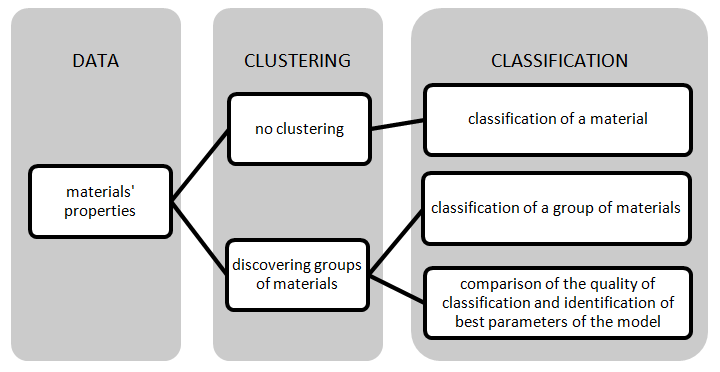 DATA
CLUSTERING
CLASSIFICATION
materials'
properties
no clustering
discovering groups
of materials
classification of a material
classification of a group of materials
comparison of the quality of
classification and identification of
best parameters of the model